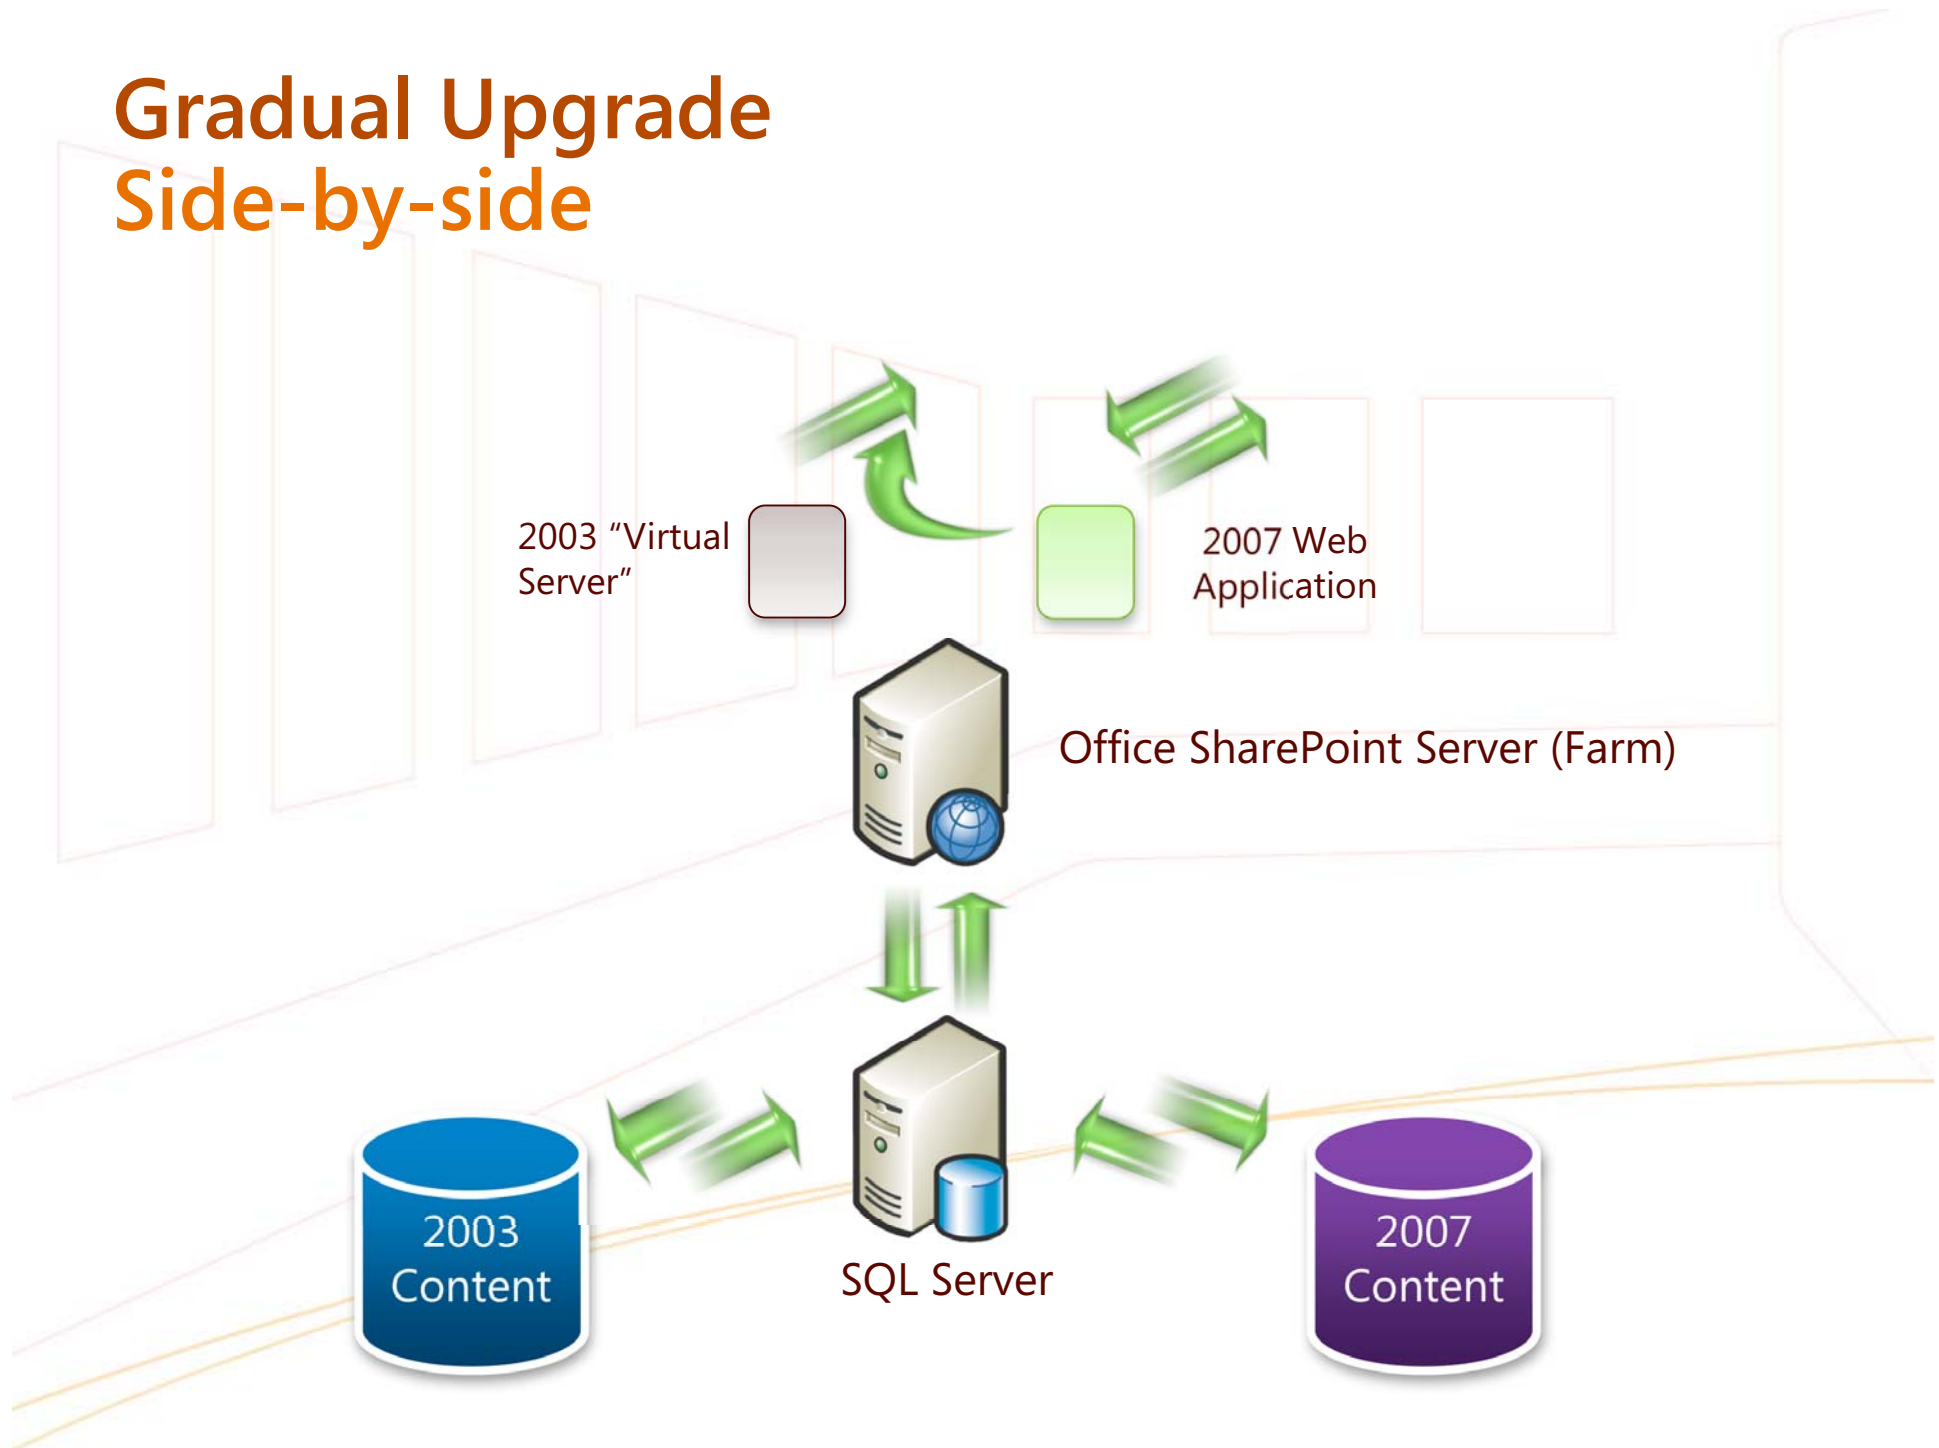 Gradual Upgrade
Side-by-side
2003 “Virtual
Server”
2007 Web
Application
Office SharePoint Server (Farm)
2003
Content
SQL Server
2007
Content